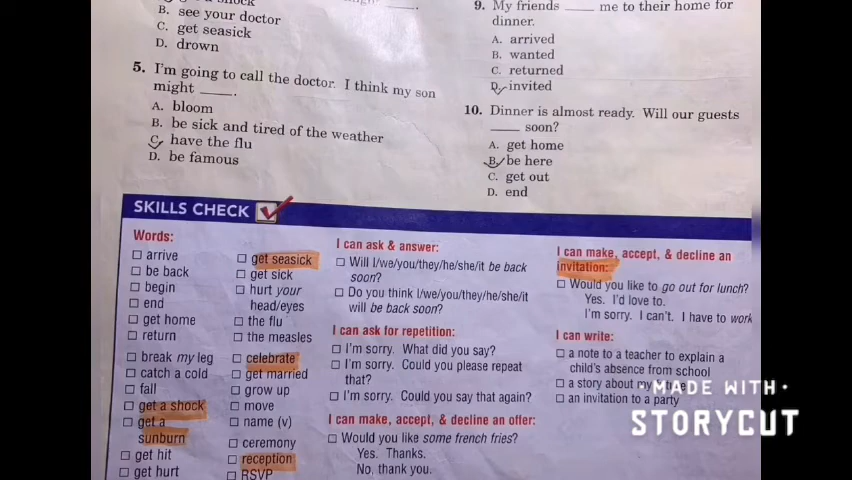 B. see your doctor
C. get seasick
D. drown
5. I'm going to call the doctor. I think my son
might ____.
A. bloom
B. be sick and tired of the weather
C. have the flu
D. be famous
9. My friends ____ me to their home for
dinner.
A. arrived
B. wanted
C. returned
D. invited
10. Dinner is almost ready. Will our guests
____ soon?
A. get home
B. be here
C. get out
D. end
SKILLS CHECK
Words:
arrive
be back
begin
end
get home
return
break my leg
catch a cold
fall
get a shock
get a
sunburn
get hit
get hurt
get seasick
get sick
hurt your
head/eyes
the flu
the measles
celebrate
get married
grow up
move
name (v)
ceremony
reception
RSVP
I can ask & answer:
Will I/we/you/they/he/she/it be back
soon?
Do you think I/we/you/they/he/she/it
will be back soon?
I can ask for repetition:
I'm sorry. What did you say?
I'm sorry. Could you please repeat
that?
I'm sorry. Could you say that again?
I can make, accept, & decline an offer:
Would you like some french fries?
Yes. Thanks.
No, thank you.
I can make, accept, & decline an
invitation:
Would you like to go out for lunch?
Yes. I'd love to.
I'm sorry. I can't. I have to work
I can write:
a note to a teacher to explain a
child's absence from school
a story about my
an invitation to a party
MADE WITH
STORYCUT